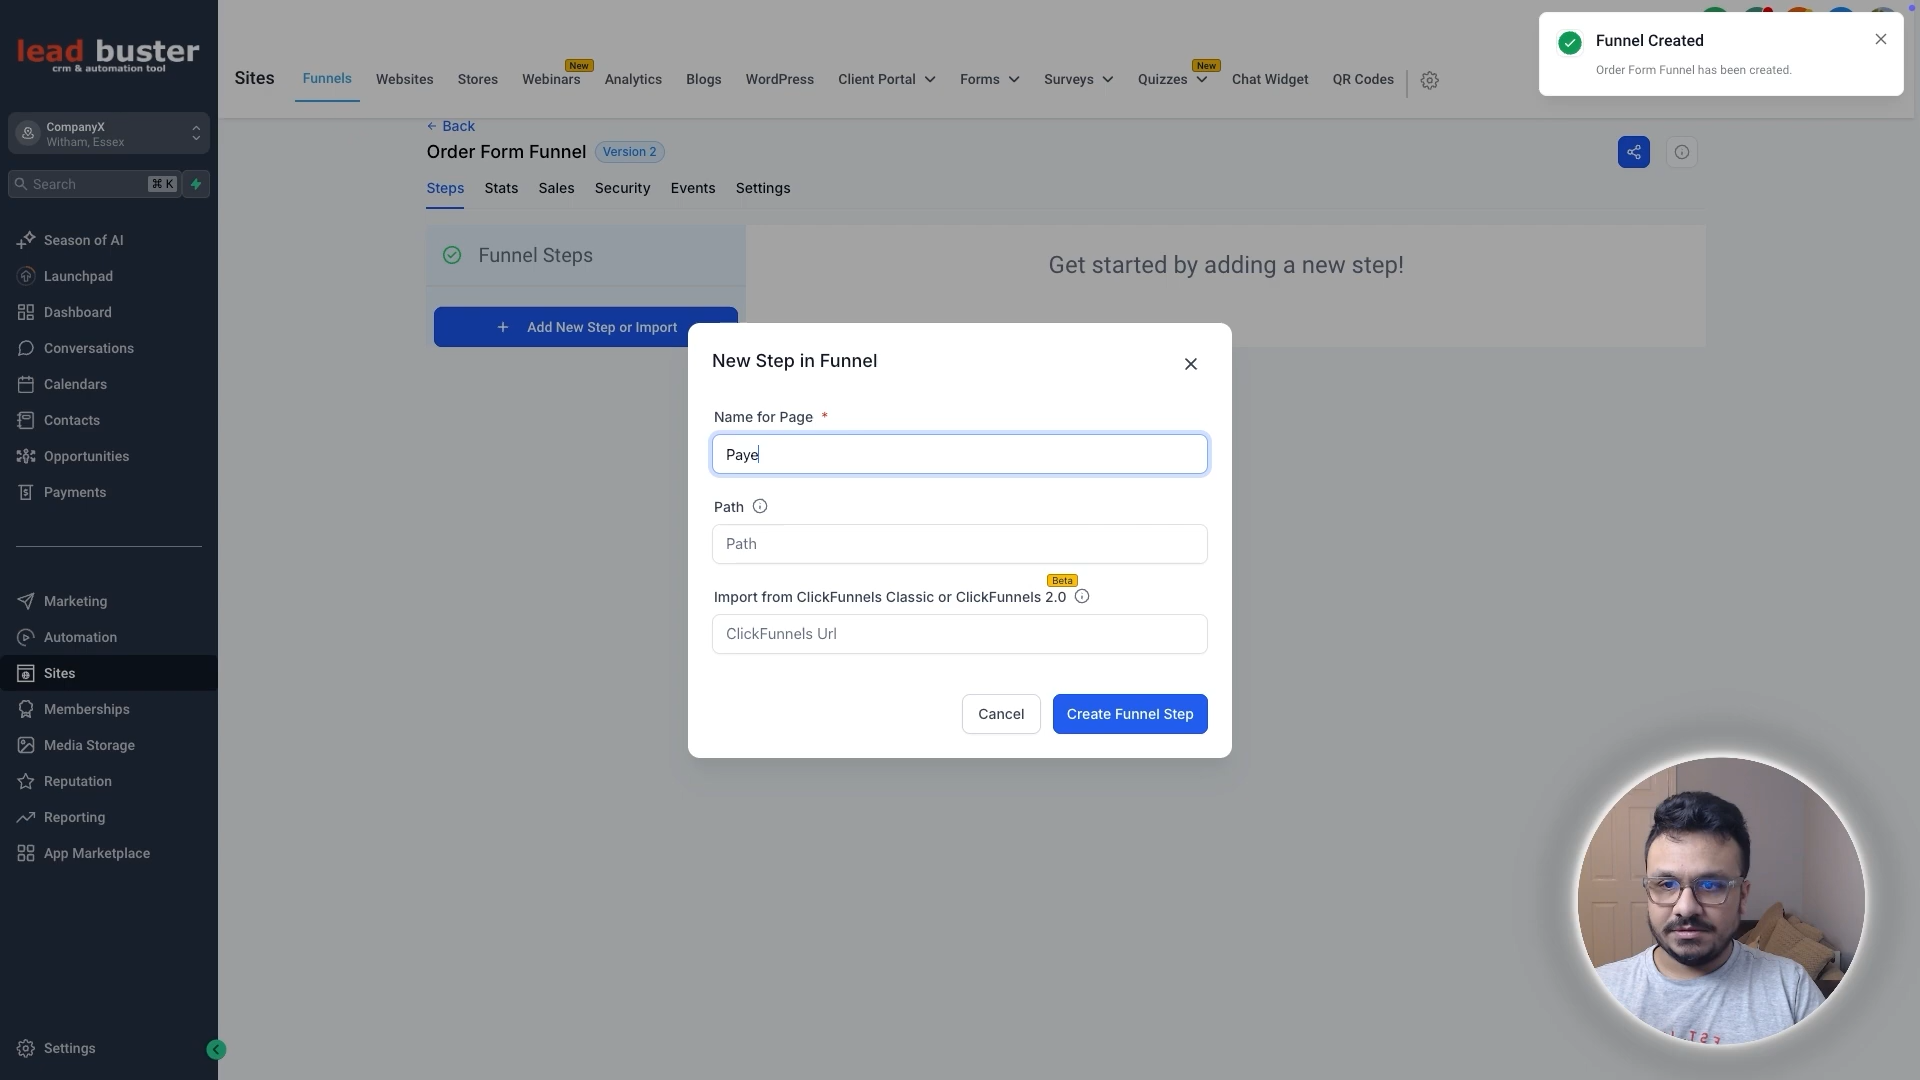 lead buster
crm & automation tool
CompanyX
Witham, Essex
Search
⌘ K
Season of AI
Launchpad
Dashboard
Conversations
Calendars
Contacts
Opportunities
Payments
Marketing
Automation
Sites
Memberships
Media Storage
Reputation
Reporting
App Marketplace
Settings
Sites
Funnels
Websites
Stores
Webinars
New
Analytics
Blogs
WordPress
Client Portal
Forms
Surveys
Quizzes
New
Chat Widget
QR Codes
Funnel Created
Order Form Funnel has been created.
← Back
Order Form Funnel
Version 2
Steps
Stats
Sales
Security
Events
Settings
Funnel Steps
+ Add New Step or Import
Get started by adding a new step!
New Step in Funnel
Name for Page *
Paye
Path
Path
Beta
Import from ClickFunnels Classic or ClickFunnels 2.0
ClickFunnels Url
Cancel
Create Funnel Step